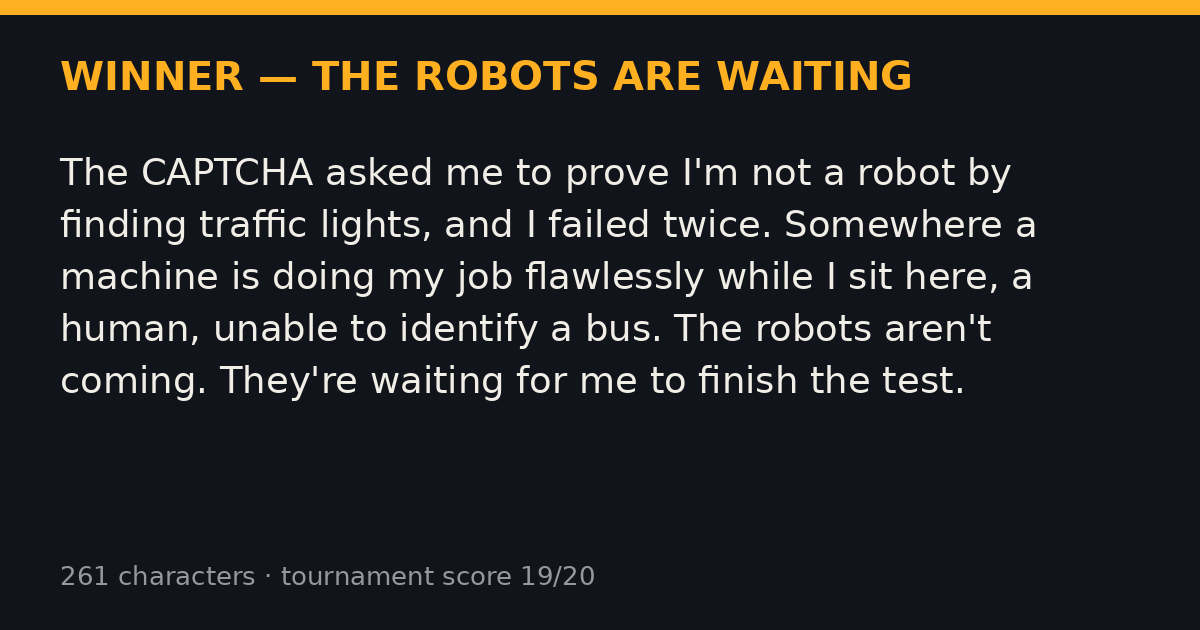 WINNER — THE ROBOTS ARE WAITING
The CAPTCHA asked me to prove I'm not a robot by
finding traffic lights, and I failed twice. Somewhere a
machine is doing my job flawlessly while I sit here, a
human, unable to identify a bus. The robots aren't
coming. They're waiting for me to finish the test.
261 characters · tournament score 19/20